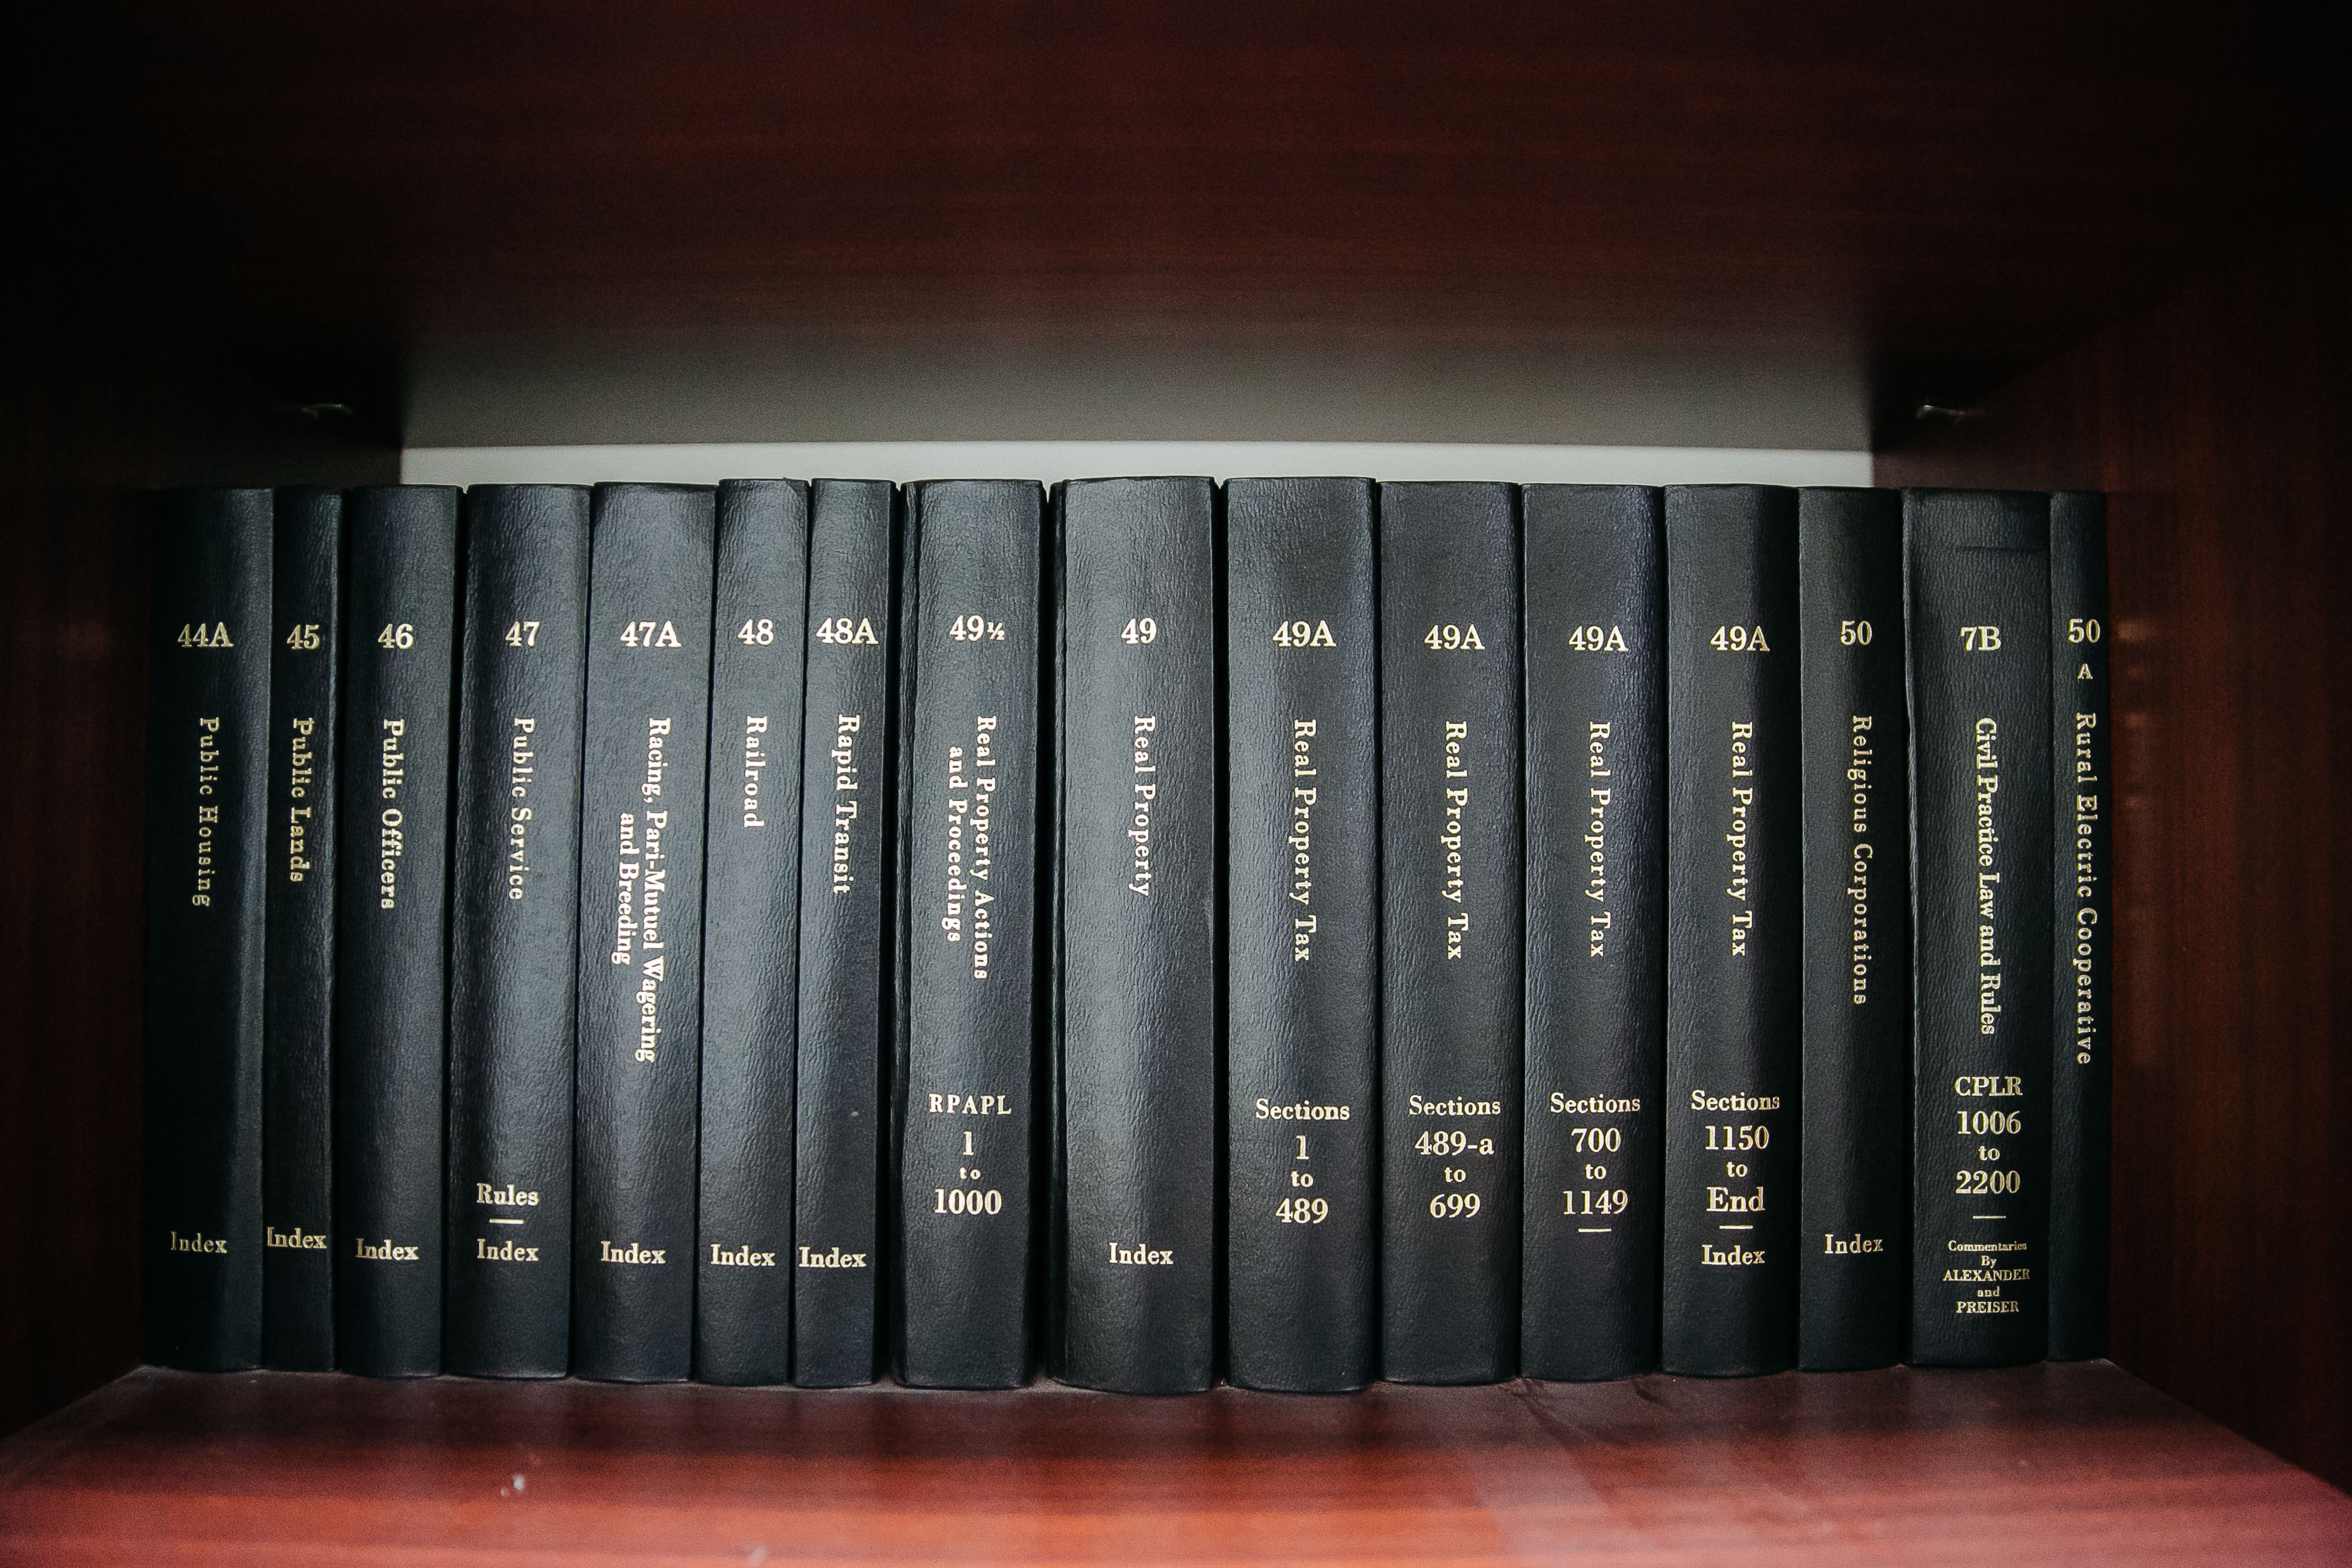 44A
Public Housing
Index
45
Public Lands
Index
46
Public Officers
Index
47
Public Service
Rules
Index
47A
Racing, Pari-Mutuel Wagering
and Breeding
Index
48
Railroad
Index
48A
Rapid Transit
Index
49½
Real Property Actions
and Proceedings
RPAPL
1
to
1000
49
Real Property
Index
49A
Real Property Tax
Sections
1
to
489
49A
Real Property Tax
Sections
489-a
to
699
49A
Real Property Tax
Sections
700
to
1149
49A
Real Property Tax
Sections
1150
to
End
Index
50
Religious Corporations
Index
7B
Civil Practice Law and Rules
CPLR
1006
to
2200
Commentaries
By
ALEXANDER
and
PREISER
50
A
Rural Electric Cooperative